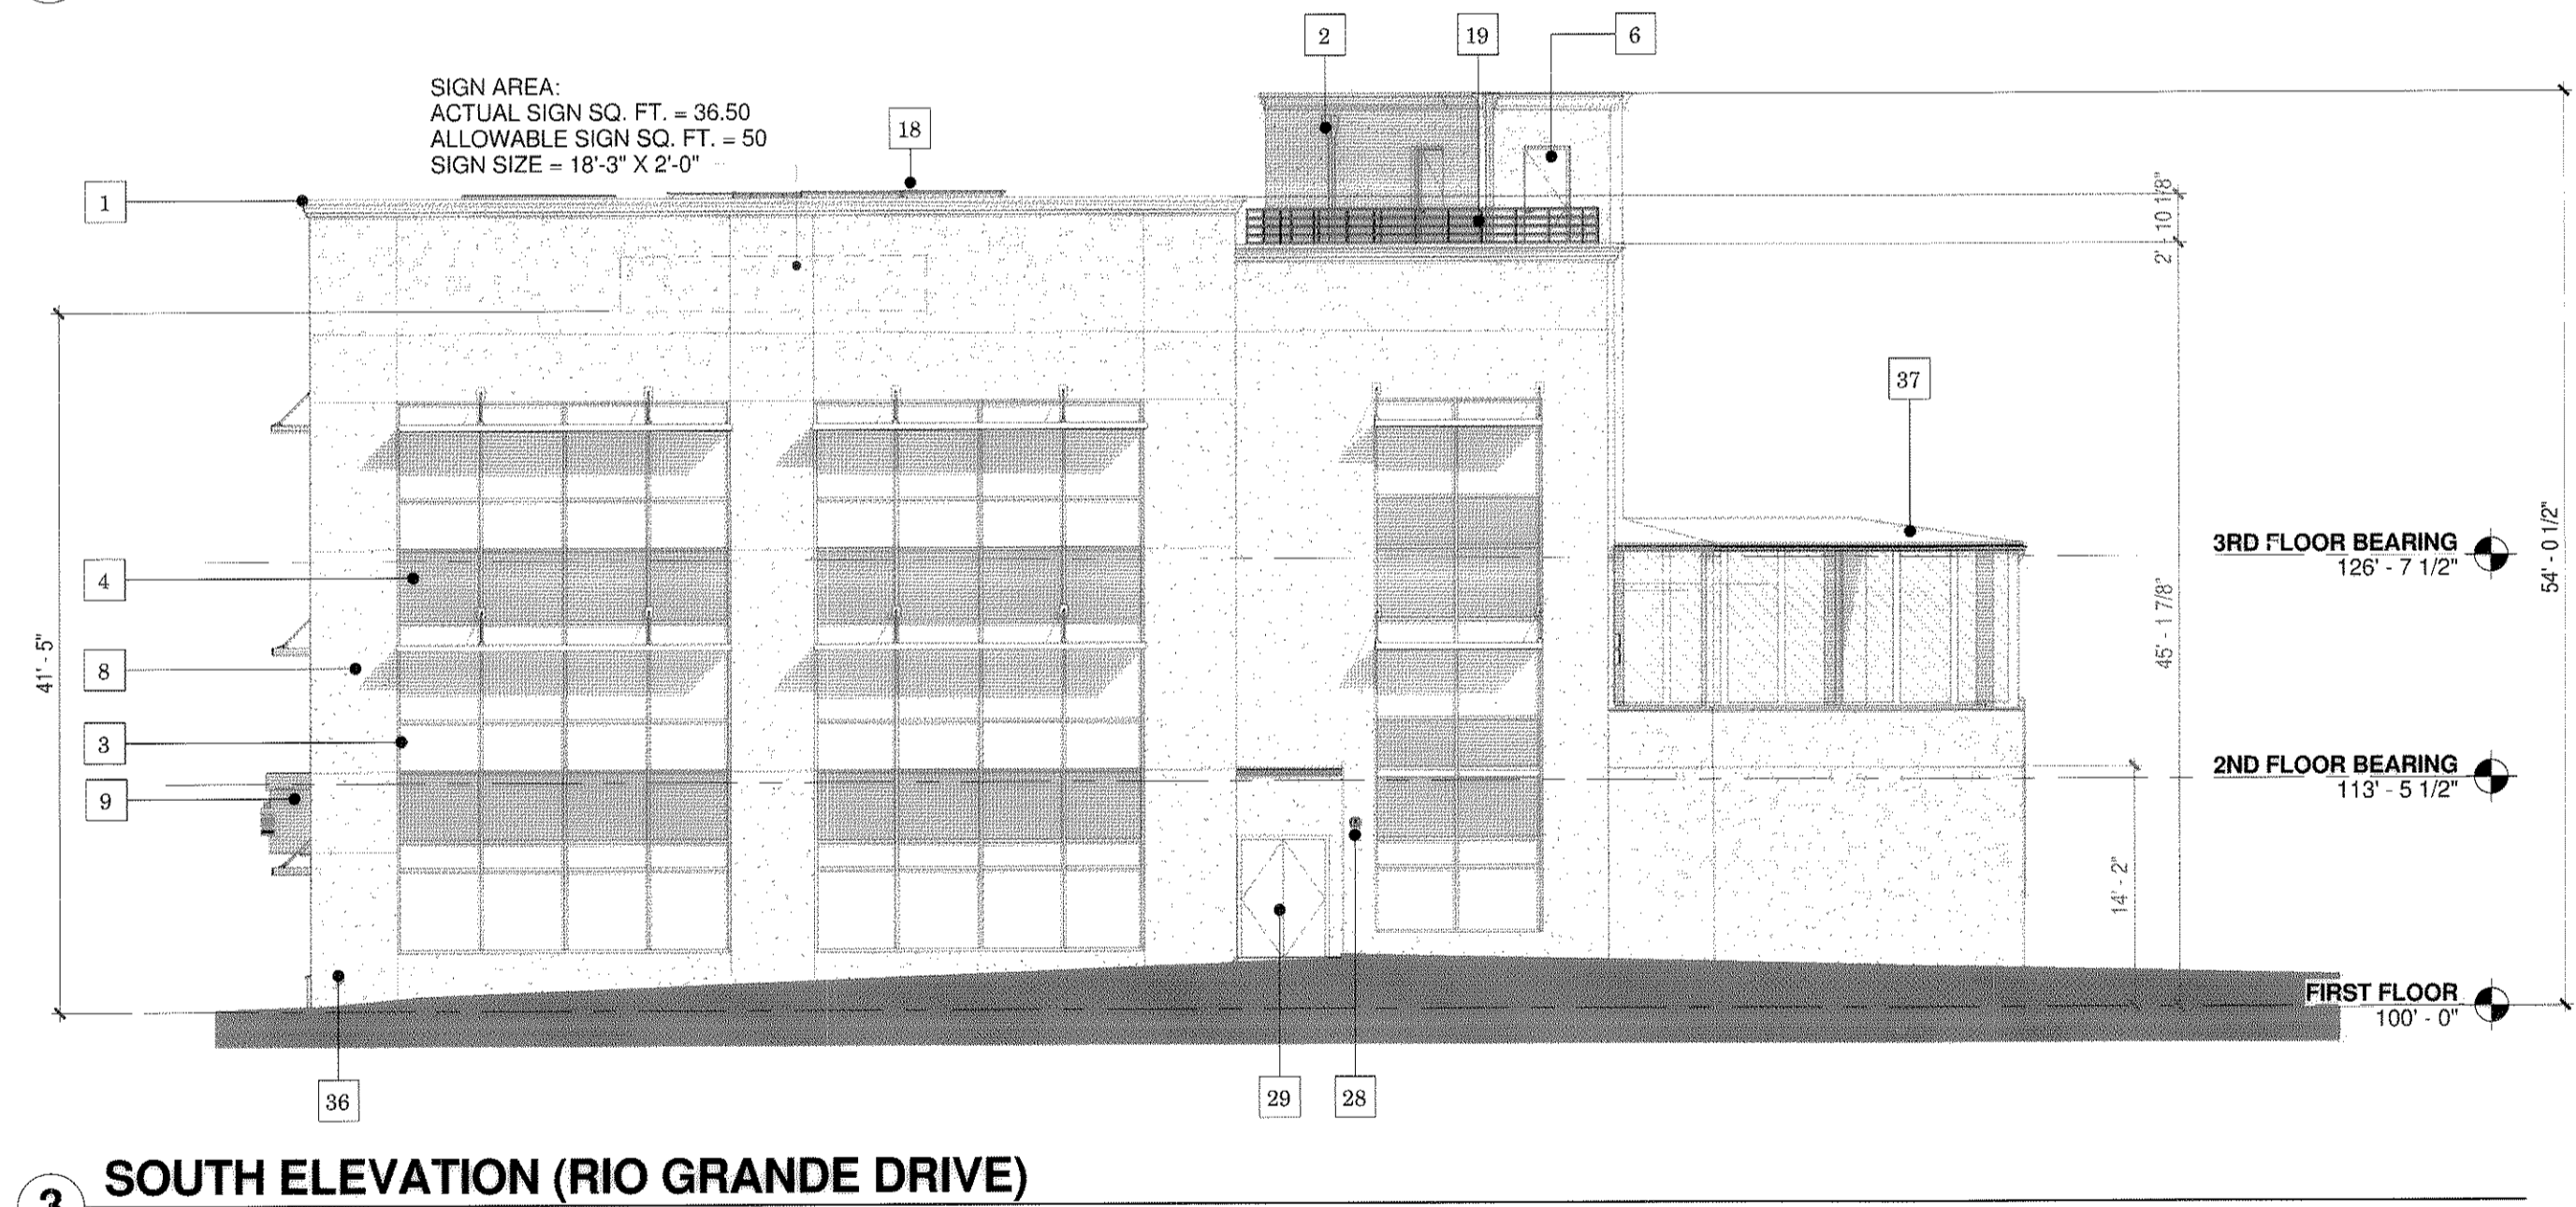 2
19
6
SIGN AREA:
ACTUAL SIGN SQ. FT. = 36.50
ALLOWABLE SIGN SQ. FT. = 50
SIGN SIZE = 18'-3" X 2'-0"
18
1
2' - 10 1/8"
37
3RD FLOOR BEARING
126' - 7 1/2"
54' - 0 1/2"
4
45' - 1 7/8"
41' - 5"
8
3
2ND FLOOR BEARING
113' - 5 1/2"
9
14' - 2"
FIRST FLOOR
100' - 0"
36
29
28
3
SOUTH ELEVATION (RIO GRANDE DRIVE)